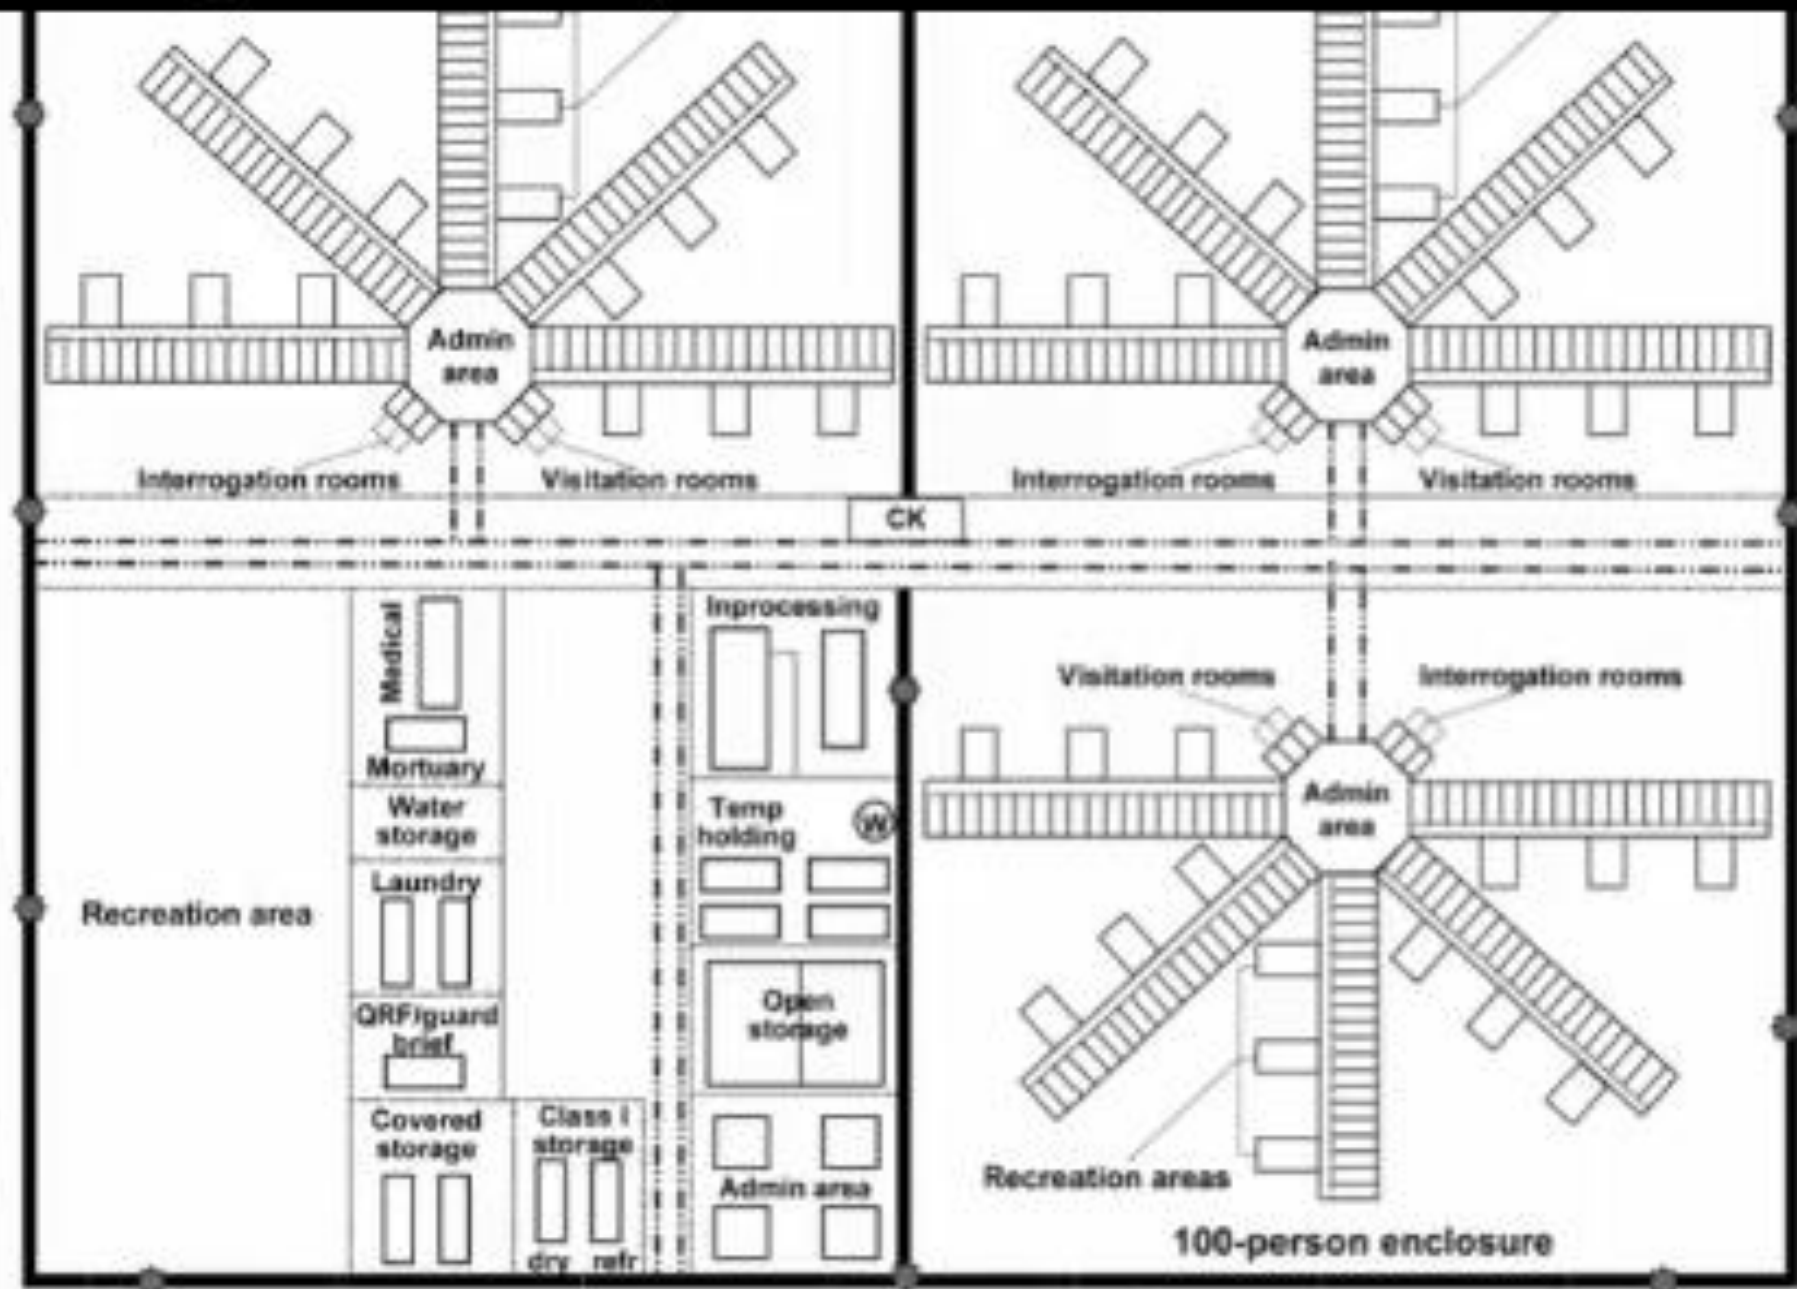 Admin
area
Admin
area
Interrogation rooms
Visitation rooms
Interrogation rooms
Visitation rooms
CK
Medical
Mortuary
Water
storage
Laundry
QRF/guard
brief
Covered
storage
Class I
storage
dry refr
Recreation area
Inprocessing
Temp
holding
W
Open
storage
Admin area
Visitation rooms
Interrogation rooms
Admin
area
Recreation areas
100-person enclosure